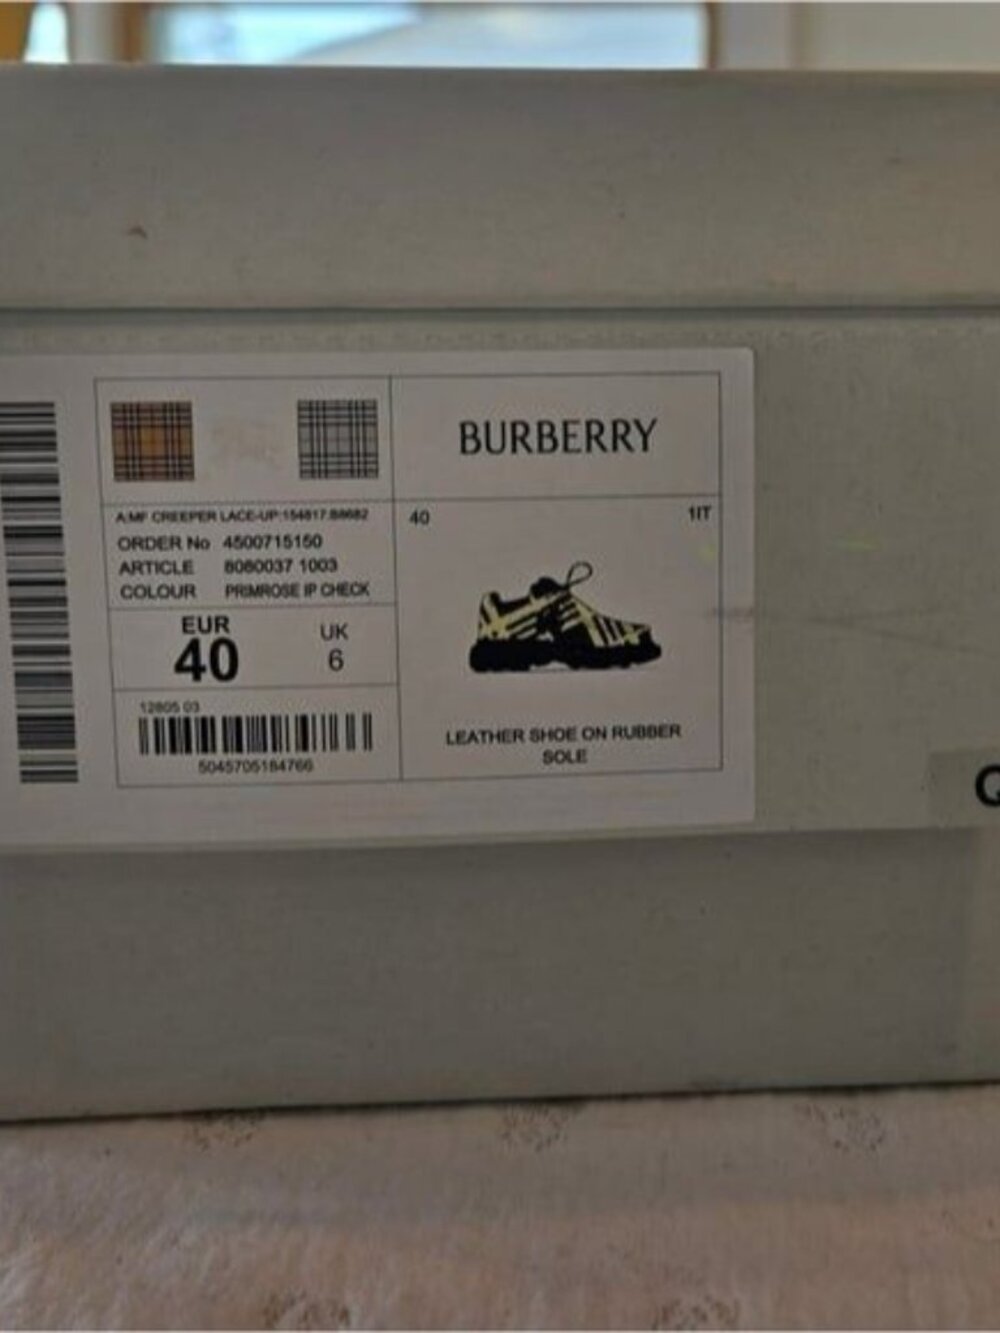 BURBERRY
A:MF CREEPER LACE-UP:154817.B8682
ORDER No 4500715150
ARTICLE 8080037 1003
COLOUR PRIMROSE IP CHECK
EUR
40
UK
6
12805 03
5045705184766
40 1IT
LEATHER SHOE ON RUBBER
SOLE